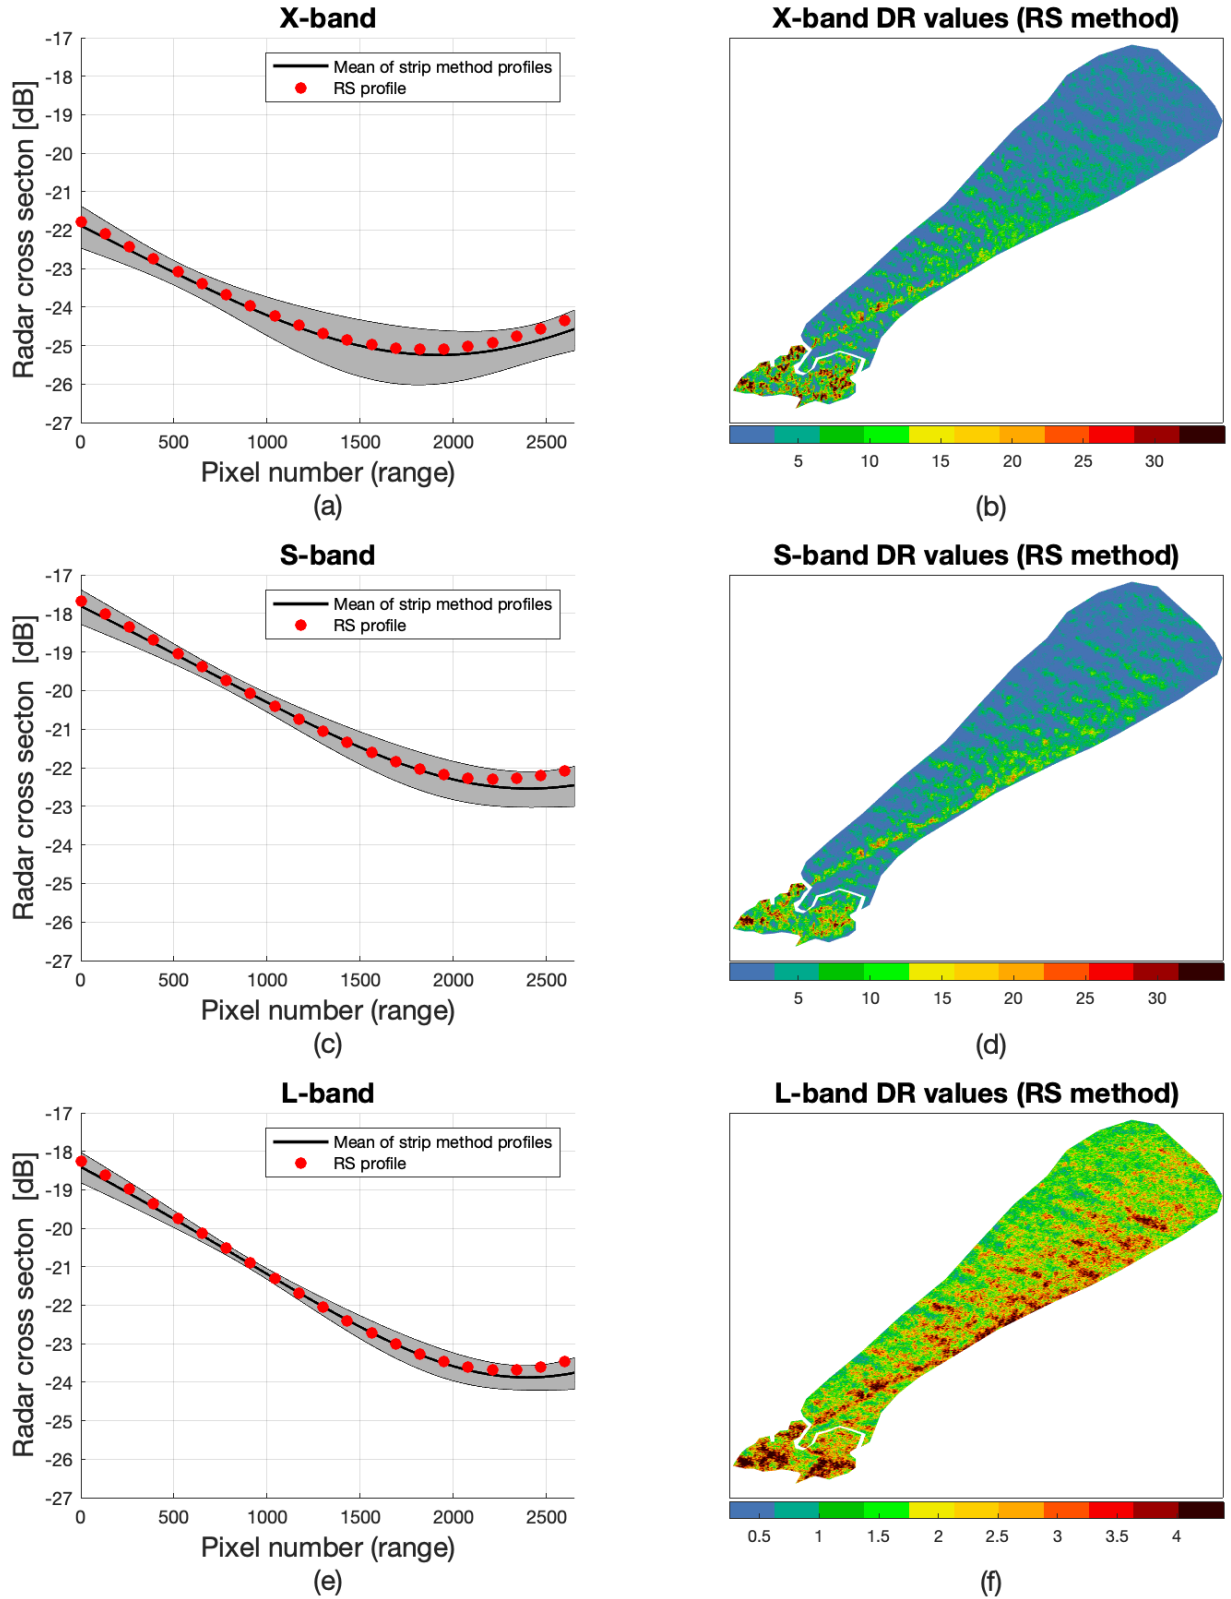 X-band
-17
-18
-19
-20
-21
-22
-23
-24
-25
-26
-27
Radar cross secton [dB]
Mean of strip method profiles
RS profile
0 500 1000 1500 2000 2500
Pixel number (range)
(a)
X-band DR values (RS method)
5 10 15 20 25 30
(b)
S-band
-17
-18
-19
-20
-21
-22
-23
-24
-25
-26
-27
Radar cross secton [dB]
Mean of strip method profiles
RS profile
0 500 1000 1500 2000 2500
Pixel number (range)
(c)
S-band DR values (RS method)
5 10 15 20 25 30
(d)
L-band
-17
-18
-19
-20
-21
-22
-23
-24
-25
-26
-27
Radar cross secton [dB]
Mean of strip method profiles
RS profile
0 500 1000 1500 2000 2500
Pixel number (range)
(e)
L-band DR values (RS method)
0.5 1 1.5 2 2.5 3 3.5 4
(f)